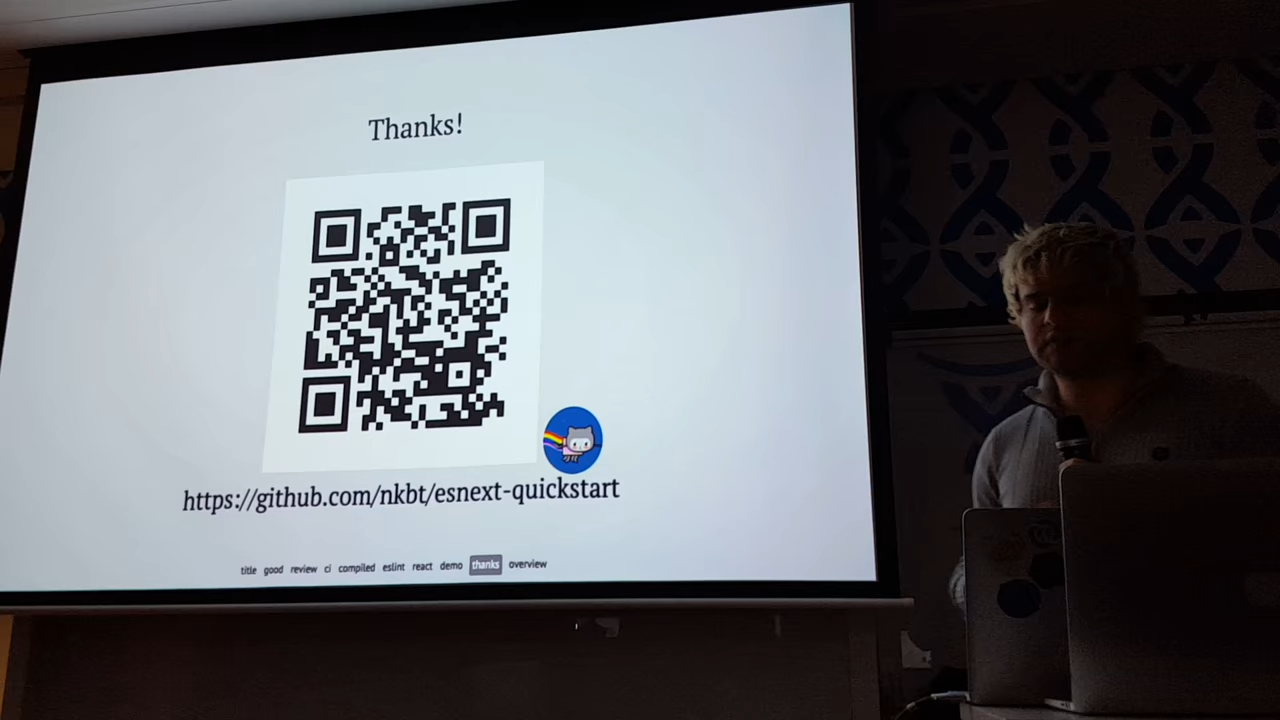 Thanks!
https://github.com/nkbt/esnext-quickstart
title good review ci compiled eslint react demo thanks overview